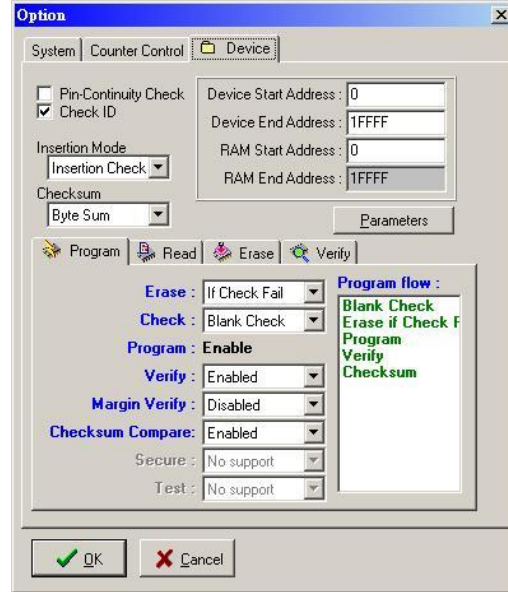 Option
System Counter Control Device
Pin-Continuity Check
Check ID
Insertion Mode
Insertion Check
Checksum
Byte Sum
Device Start Address : 0
Device End Address : 1FFFF
RAM Start Address : 0
RAM End Address : 1FFFF
Parameters
Program Read Erase Verify
Erase : If Check Fail
Check : Blank Check
Program : Enable
Verify : Enabled
Margin Verify : Disabled
Checksum Compare: Enabled
Secure : No support
Test : No support
Program flow :
Blank Check
Erase if Check F
Program
Verify
Checksum
OK Cancel